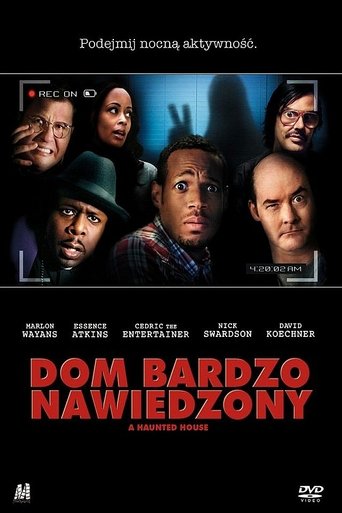 Podejmij nocną aktywność.
REC ON
4:20:02 AM
MARLON WAYANS
ESSENCE ATKINS
CEDRIC THE ENTERTAINER
NICK SWARDSON
DAVID KOECHNER
DOM BARDZO
NAWIEDZONY
A HAUNTED HOUSE
M
DVD
VIDEO